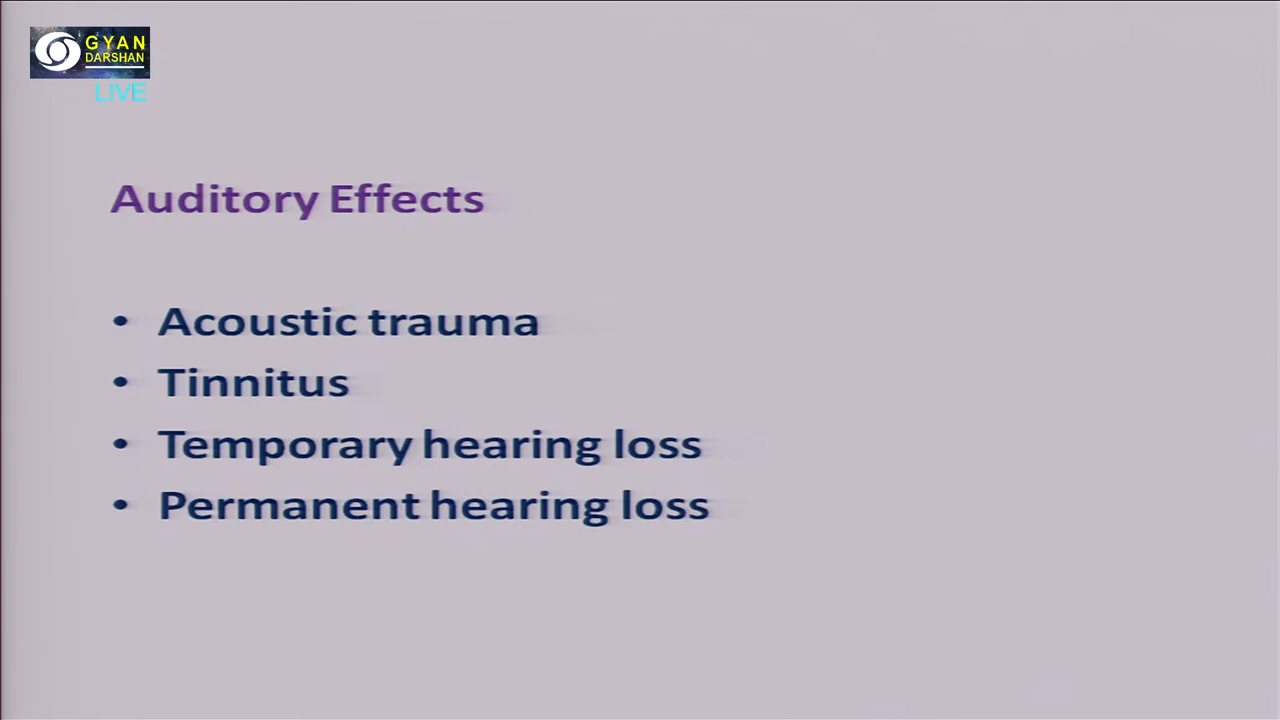 GYAN
DARSHAN
LIVE
Auditory Effects
• Acoustic trauma
• Tinnitus
• Temporary hearing loss
• Permanent hearing loss